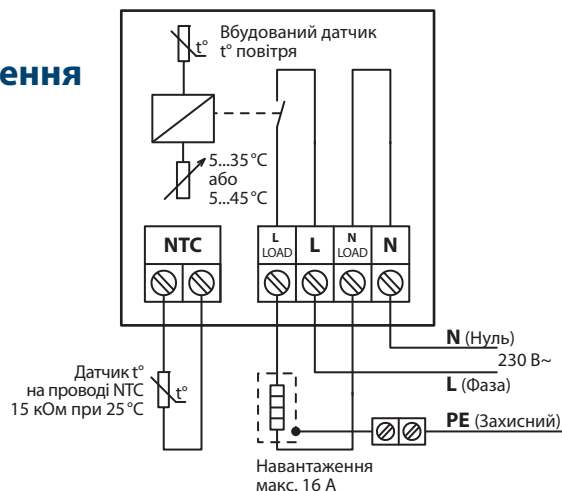 Вбудований датчик
t° t° повітря
ення
5...35 °C
або
5...45 °C
NTC
L
LOAD
L
N
LOAD
N
N (Нуль)
230 В~
L (Фаза)
PE (Захисний)
Датчик t°
на проводі NTC
15 кОм при 25 °C
t°
Навантаження
макс. 16 А